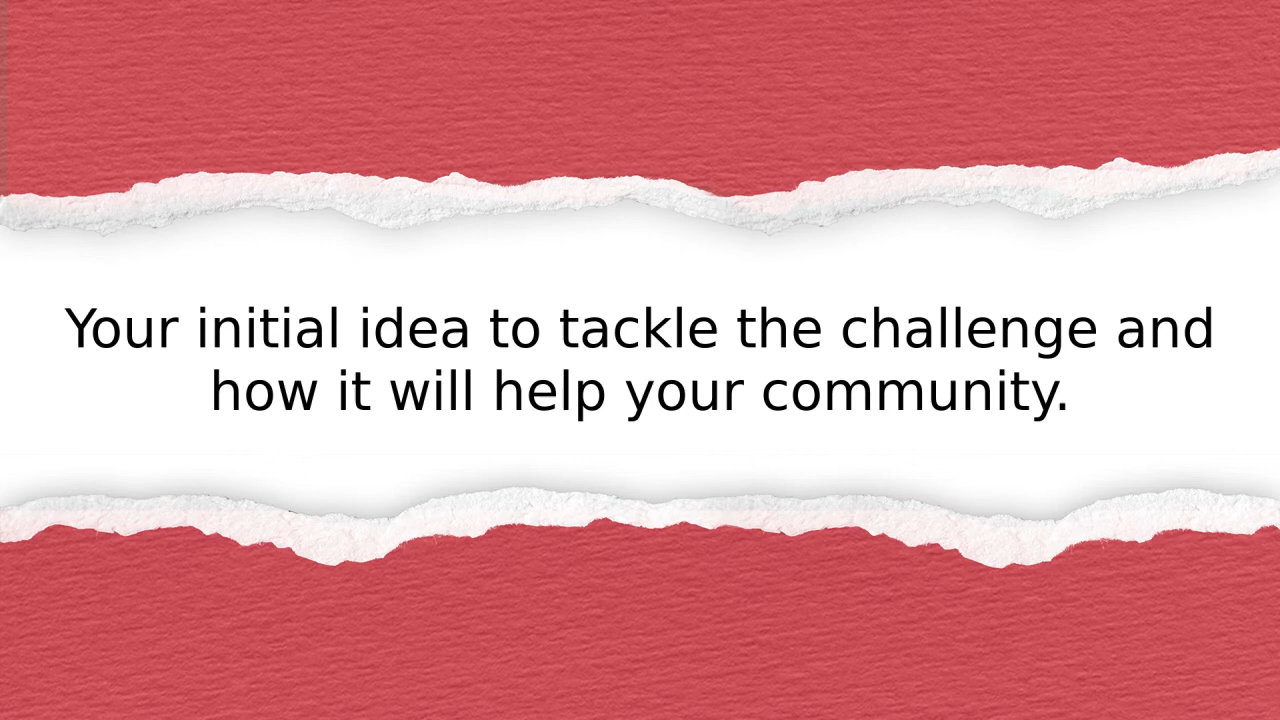 Your initial idea to tackle the challenge and
how it will help your community.